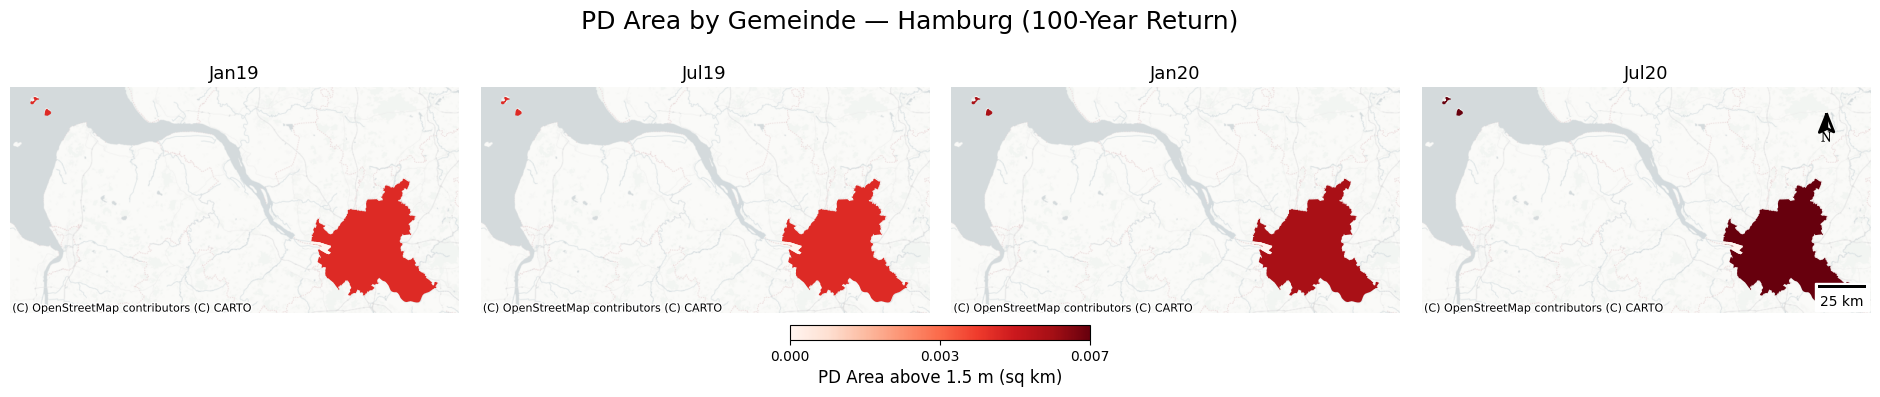 PD Area by Gemeinde — Hamburg (100-Year Return)
Jan19
Jul19
Jan20
Jul20
N
25 km
(C) OpenStreetMap contributors (C) CARTO
(C) OpenStreetMap contributors (C) CARTO
(C) OpenStreetMap contributors (C) CARTO
(C) OpenStreetMap contributors (C) CARTO
0.000
0.003
0.007
PD Area above 1.5 m (sq km)